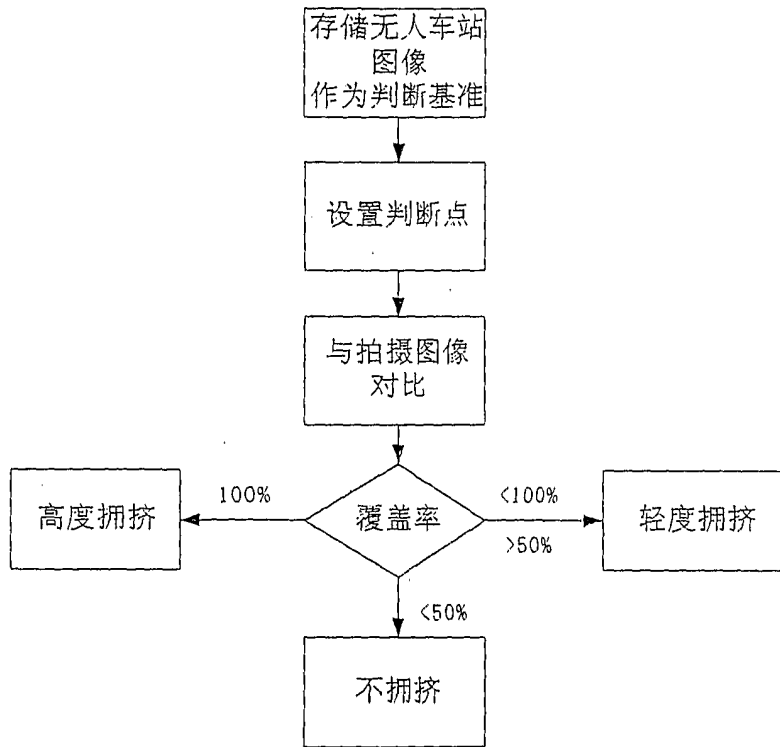 存储无人车站
图像
作为判断基准
设置判断点
与拍摄图像
对比
高度拥挤
100%
覆盖率
<100%
>50%
轻度拥挤
<50%
不拥挤